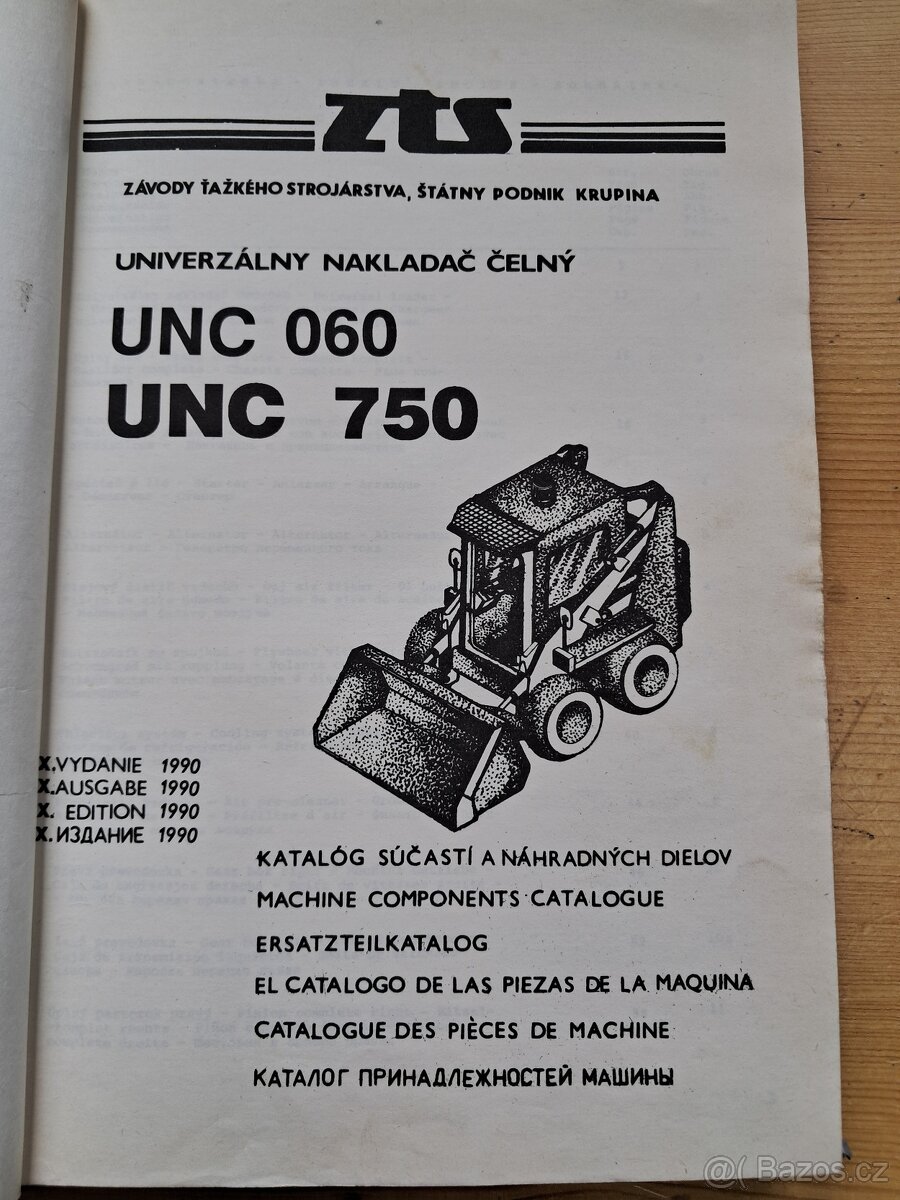 zts
ZÁVODY ŤAŽKÉHO STROJÁRSTVA, ŠTÁTNY PODNIK KRUPINA
UNIVERZÁLNY NAKLADAČ ČELNÝ
UNC 060
UNC 750
X.VYDANIE 1990
X.AUSGABE 1990
X. EDITION 1990
X.ИЗДАНИЕ 1990
KATALÓG SÚČASTÍ A NÁHRADNÝCH DIELOV
MACHINE COMPONENTS CATALOGUE
ERSATZTEILKATALOG
EL CATALOGO DE LAS PIEZAS DE LA MAQUINA
CATALOGUE DES PIÈCES DE MACHINE
КАТАЛОГ ПРИНАДЛЕЖНОСТЕЙ МАШИНЫ
Bazos.cz